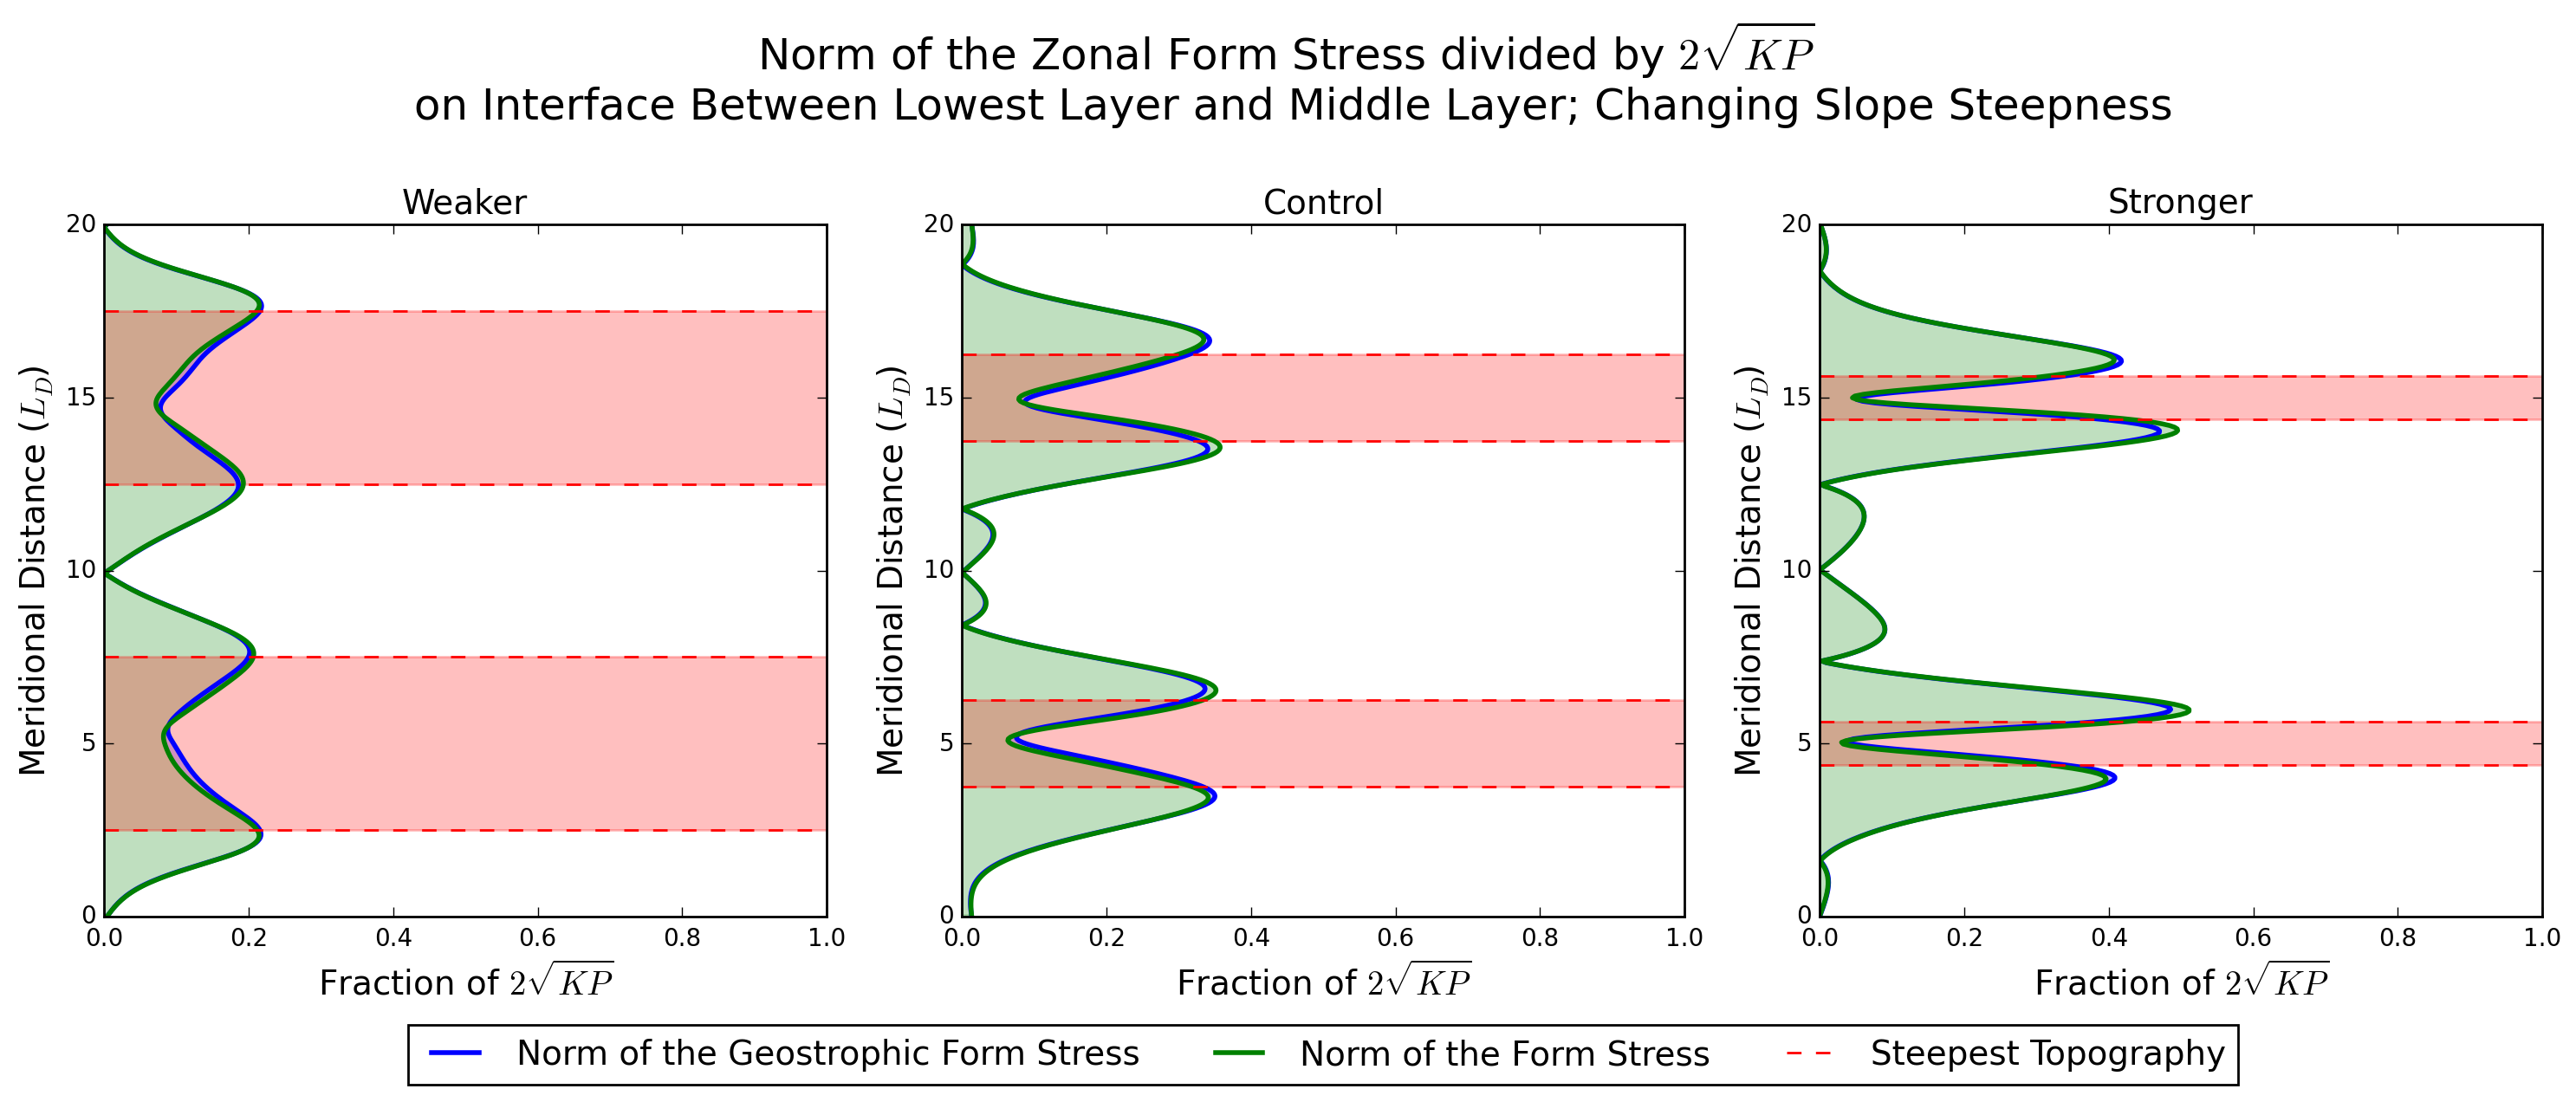 Norm of the Zonal Form Stress divided by 2√KP
on Interface Between Lowest Layer and Middle Layer; Changing Slope Steepness
Weaker
Control
Stronger
20
15
10
5
0
0.0 0.2 0.4 0.6 0.8 1.0
Meridional Distance (L_D)
Fraction of 2√KP
20
15
10
5
0
0.0 0.2 0.4 0.6 0.8 1.0
Meridional Distance (L_D)
Fraction of 2√KP
20
15
10
5
0
0.0 0.2 0.4 0.6 0.8 1.0
Meridional Distance (L_D)
Fraction of 2√KP
Norm of the Geostrophic Form Stress
Norm of the Form Stress
Steepest Topography